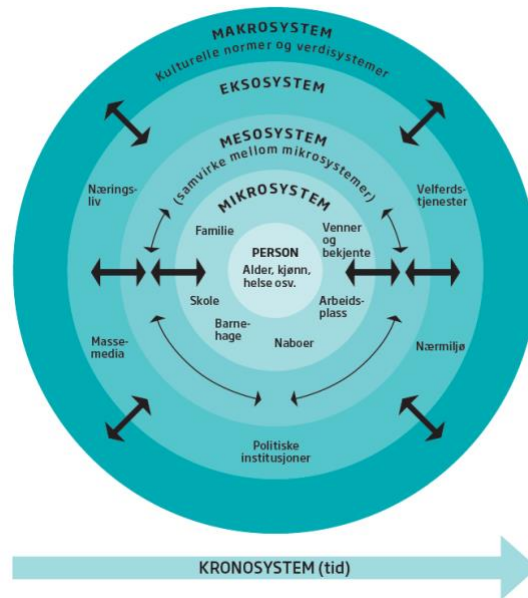 MAKROSYSTEM
Kulturelle normer og verdisystemer
EKSOSYSTEM
MESOSYSTEM
(samvirke mellom mikrosystemer)
MIKROSYSTEM
Nærings-
liv
Velferds-
tjenester
Familie
Venner
og
bekjente
PERSON
Alder, kjønn,
helse osv.
Skole
Arbeids-
plass
Barne-
hage
Naboer
Masse-
media
Nærmiljø
Politiske
institusjoner
KRONOSYSTEM (tid)